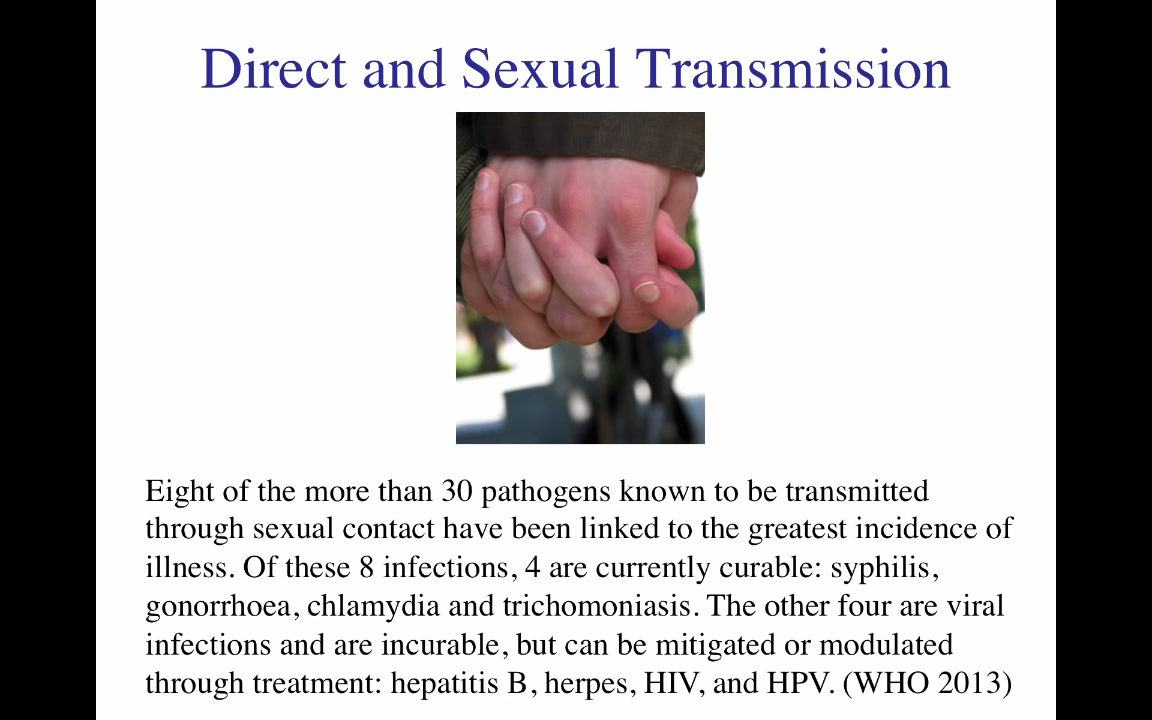 Direct and Sexual Transmission
Eight of the more than 30 pathogens known to be transmitted
through sexual contact have been linked to the greatest incidence of
illness. Of these 8 infections, 4 are currently curable: syphilis,
gonorrhoea, chlamydia and trichomoniasis. The other four are viral
infections and are incurable, but can be mitigated or modulated
through treatment: hepatitis B, herpes, HIV, and HPV. (WHO 2013)